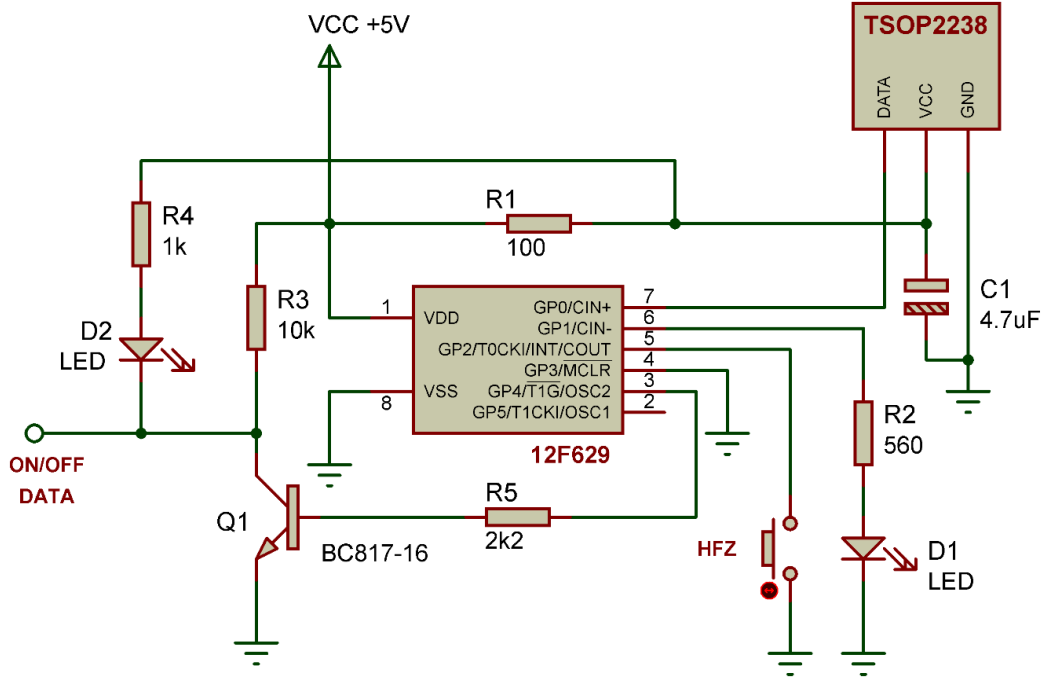 VCC +5V
TSOP2238
DATA
VCC
GND
R4
1k
R1
100
R3
10k
C1
4.7uF
D2
LED
1
VDD
8
VSS
GP0/CIN+
7
GP1/CIN-
6
GP2/T0CKI/INT/COUT
5
GP3/MCLR
4
GP4/T1G/OSC2
3
GP5/T1CKI/OSC1
2
12F629
R2
560
ON/OFF
DATA
Q1
BC817-16
R5
2k2
HFZ
D1
LED